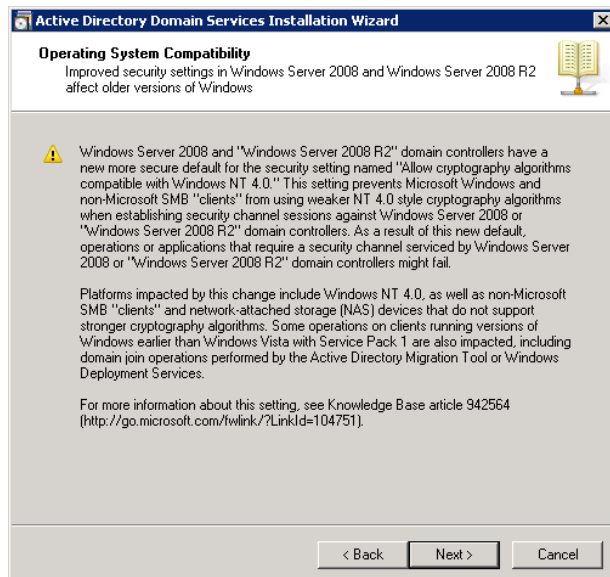 Active Directory Domain Services Installation Wizard
Operating System Compatibility
Improved security settings in Windows Server 2008 and Windows Server 2008 R2
affect older versions of Windows
Windows Server 2008 and "Windows Server 2008 R2" domain controllers have a
new more secure default for the security setting named "Allow cryptography algorithms
compatible with Windows NT 4.0." This setting prevents Microsoft Windows and
non-Microsoft SMB "clients" from using weaker NT 4.0 style cryptography algorithms
when establishing security channel sessions against Windows Server 2008 or
"Windows Server 2008 R2" domain controllers. As a result of this new default,
operations or applications that require a security channel serviced by Windows Server
2008 or "Windows Server 2008 R2" domain controllers might fail.
Platforms impacted by this change include Windows NT 4.0, as well as non-Microsoft
SMB "clients" and network-attached storage (NAS) devices that do not support
stronger cryptography algorithms. Some operations on clients running versions of
Windows earlier than Windows Vista with Service Pack 1 are also impacted, including
domain join operations performed by the Active Directory Migration Tool or Windows
Deployment Services.
For more information about this setting, see Knowledge Base article 942564
(http://go.microsoft.com/fwlink/?LinkId=104751).
< Back Next > Cancel